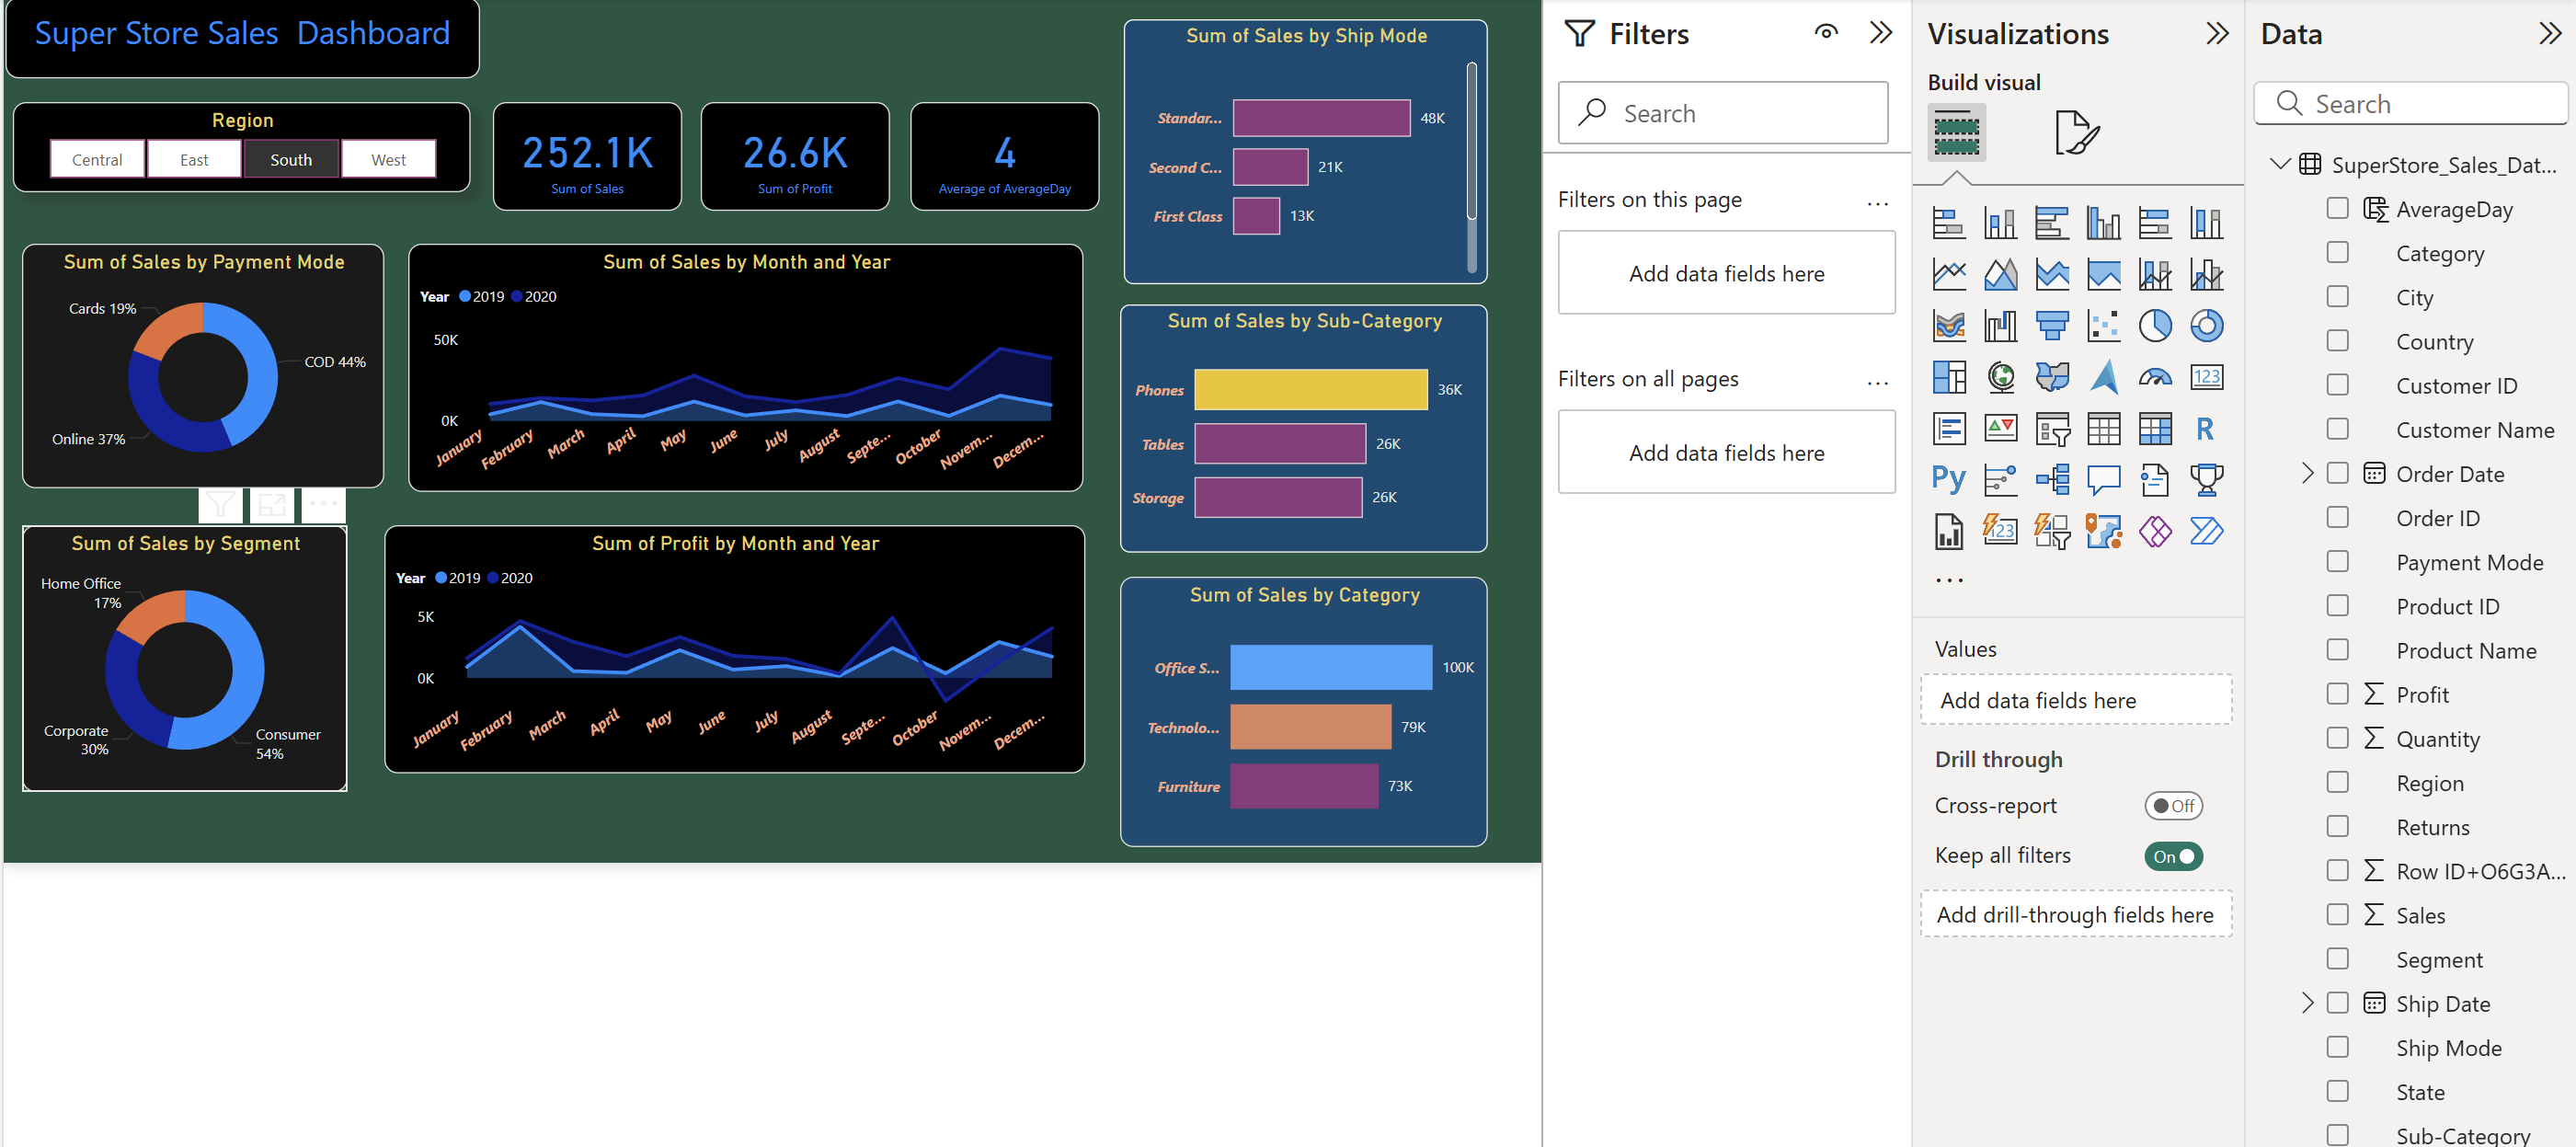 Super Store Sales  Dashboard
Region
Central
East
South
West
252.1K
Sum of Sales
26.6K
Sum of Profit
4
Average of AverageDay
Sum of Sales by Ship Mode
Standar...
48K
Second C...
21K
First Class
13K
Sum of Sales by Payment Mode
Cards 19%
COD 44%
Online 37%
Sum of Sales by Month and Year
Year 2019 2020
50K
0K
January
February
March
April
May
June
July
August
Septe...
October
Novem...
Decem...
Sum of Sales by Sub-Category
Phones
36K
Tables
26K
Storage
26K
Sum of Sales by Segment
Home Office
17%
Corporate
30%
Consumer
54%
Sum of Profit by Month and Year
Year 2019 2020
5K
0K
January
February
March
April
May
June
July
August
Septe...
October
Novem...
Decem...
Sum of Sales by Category
Office S...
100K
Technolo...
79K
Furniture
73K
Filters
Search
Filters on this page
...
Add data fields here
Filters on all pages
...
Add data fields here
Visualizations
Build visual
123
R
Py
123
...
Values
Add data fields here
Drill through
Cross-report
Off
Keep all filters
On
Add drill-through fields here
Data
Search
SuperStore_Sales_Dat...
AverageDay
Category
City
Country
Customer ID
Customer Name
Order Date
Order ID
Payment Mode
Product ID
Product Name
Profit
Quantity
Region
Returns
Row ID+O6G3A...
Sales
Segment
Ship Date
Ship Mode
State
Sub-Category